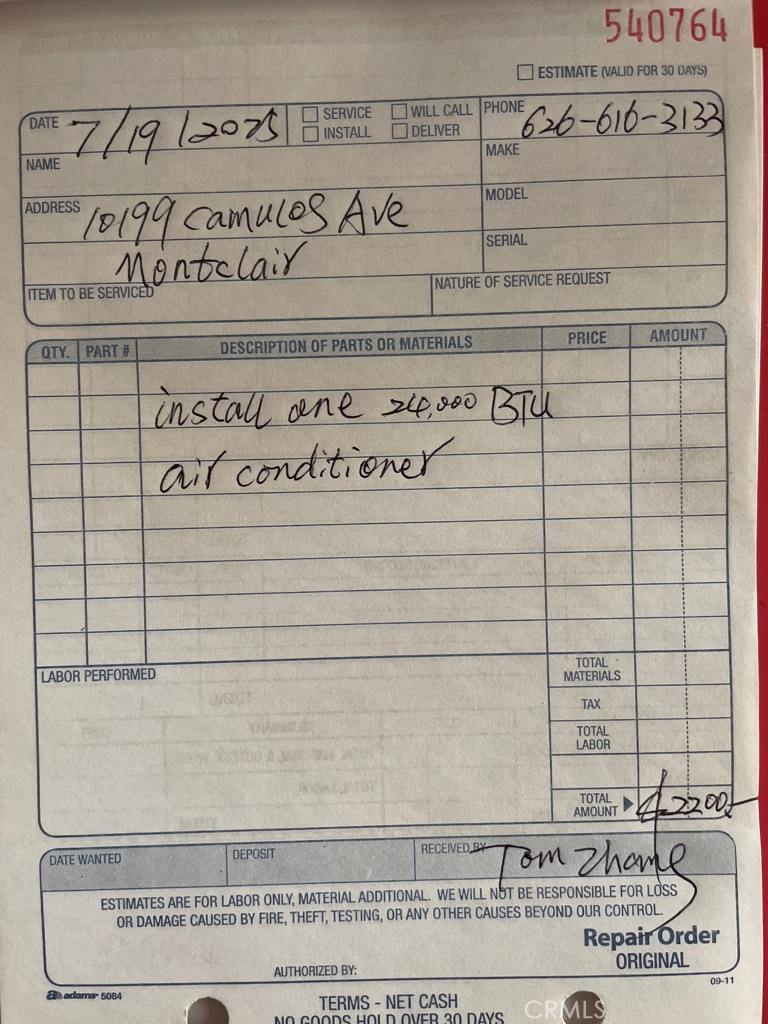 540764
☐ ESTIMATE (VALID FOR 30 DAYS)
DATE 7/19/2025 ☐ SERVICE ☐ WILL CALL PHONE 626-616-3133
☐ INSTALL ☐ DELIVER
NAME MAKE
ADDRESS 10199 Camulos Ave MODEL
Montclair SERIAL
ITEM TO BE SERVICED NATURE OF SERVICE REQUEST
QTY. PART # DESCRIPTION OF PARTS OR MATERIALS PRICE AMOUNT
install one 24,000 BTU
air conditioner
LABOR PERFORMED TOTAL MATERIALS
TAX
TOTAL LABOR
TOTAL AMOUNT ▶ $2200.-
DATE WANTED DEPOSIT RECEIVED BY Tom Zhang
ESTIMATES ARE FOR LABOR ONLY, MATERIAL ADDITIONAL. WE WILL NOT BE RESPONSIBLE FOR LOSS
OR DAMAGE CAUSED BY FIRE, THEFT, TESTING, OR ANY OTHER CAUSES BEYOND OUR CONTROL.
Repair Order
ORIGINAL
AUTHORIZED BY:
09-11
adams 5084
TERMS - NET CASH
NO GOODS HOLD OVER 30 DAYS
CRMLS